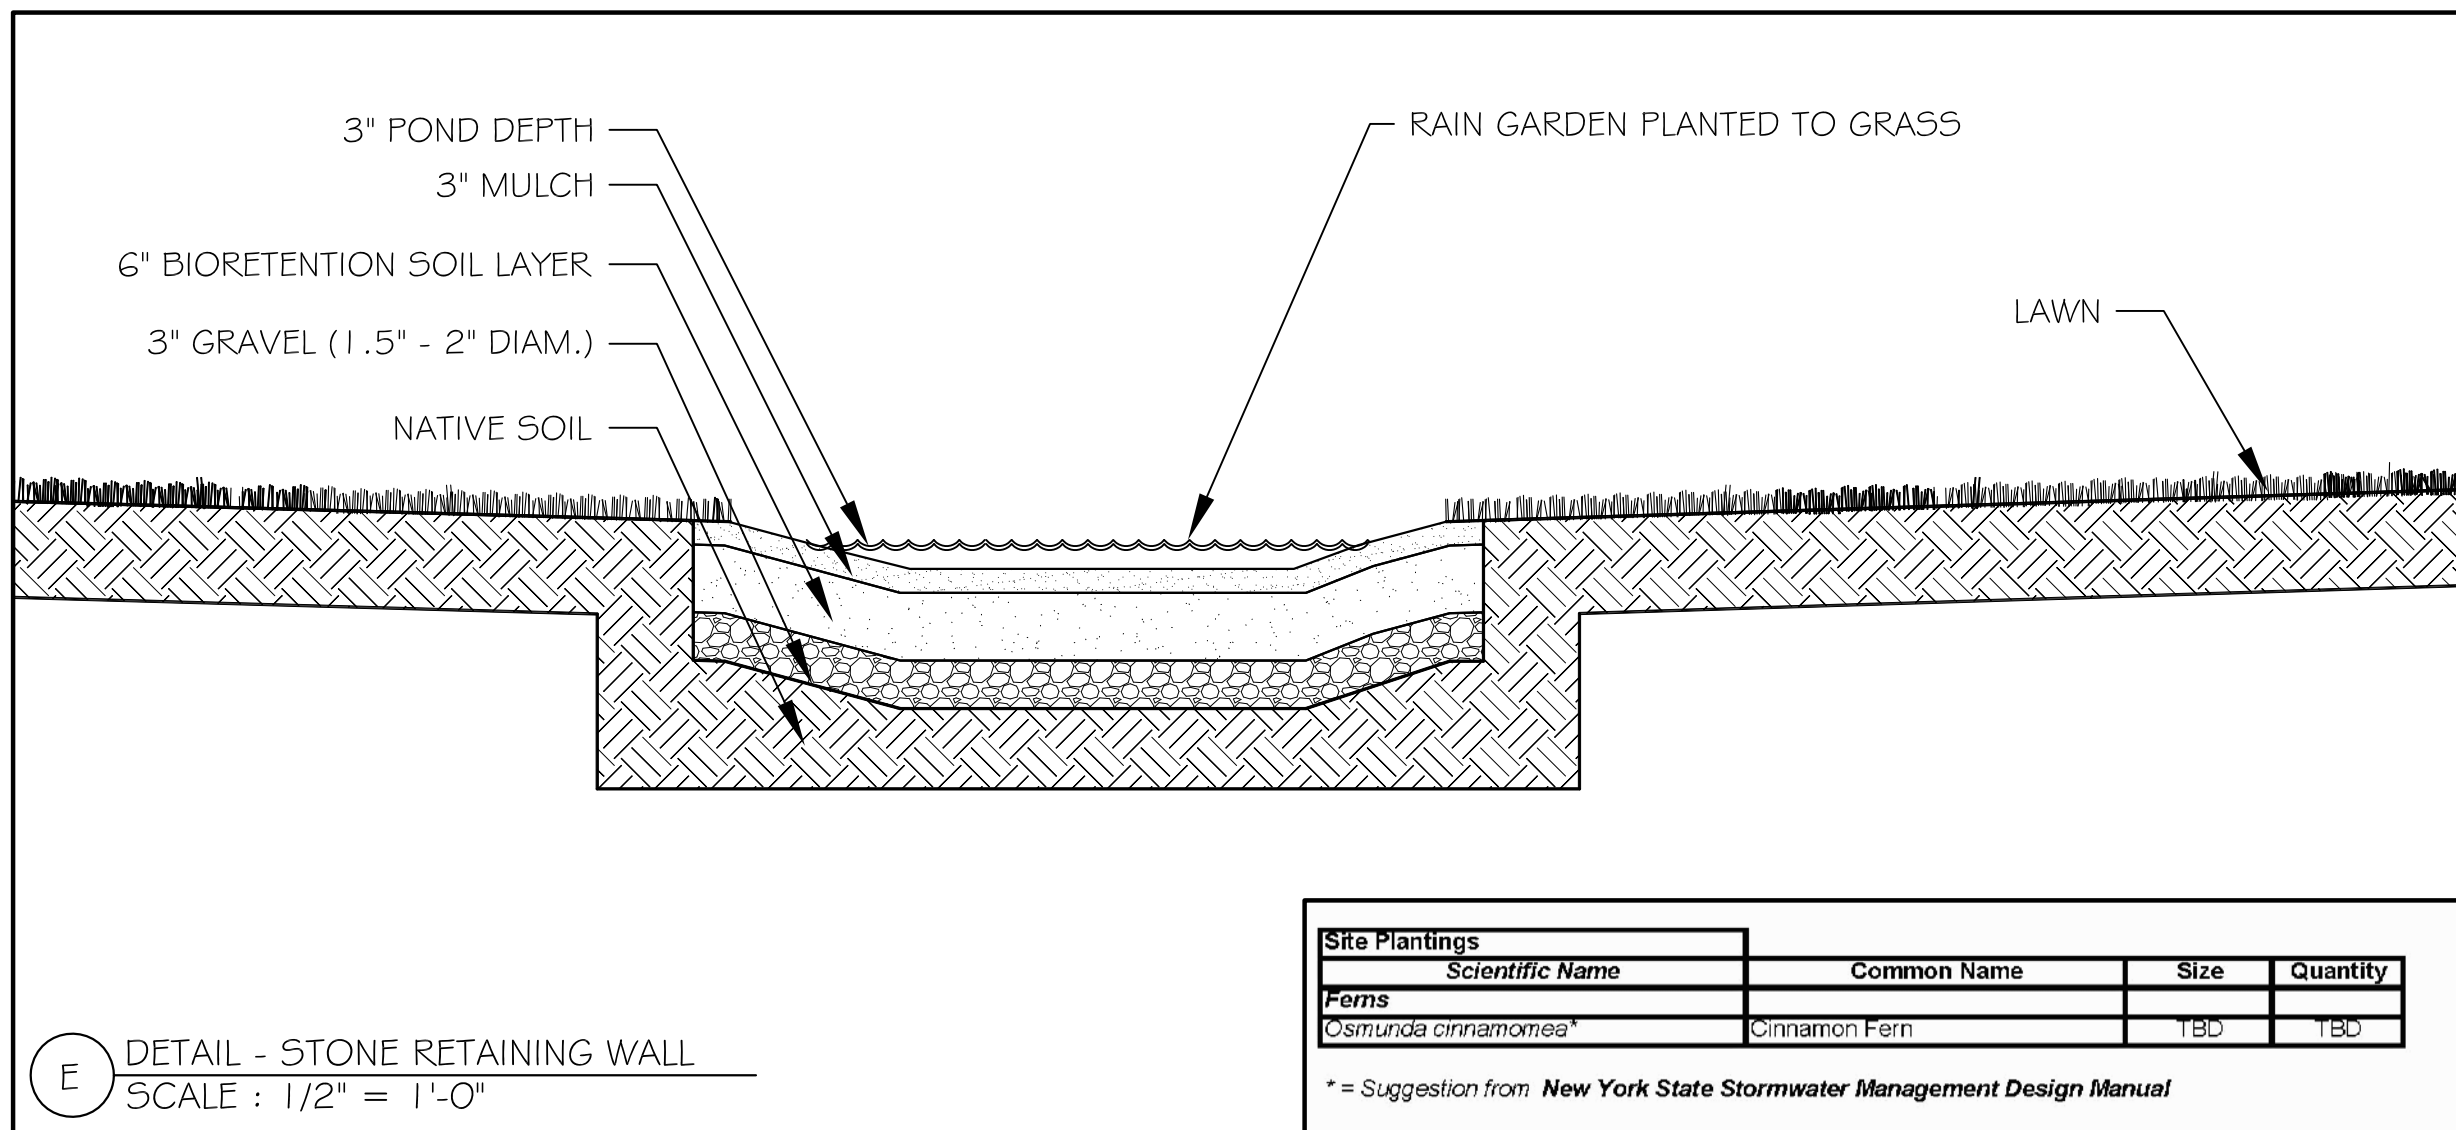 3" POND DEPTH
3" MULCH
6" BIORETENTION SOIL LAYER
3" GRAVEL (1.5" - 2" DIAM.)
NATIVE SOIL
RAIN GARDEN PLANTED TO GRASS
LAWN
E
DETAIL - STONE RETAINING WALL
SCALE : 1/2" = 1'-0"
Site Plantings
Scientific Name Common Name Size Quantity
Ferns
Osmunda cinnamomea* Cinnamon Fern TBD TBD
* = Suggestion from New York State Stormwater Management Design Manual